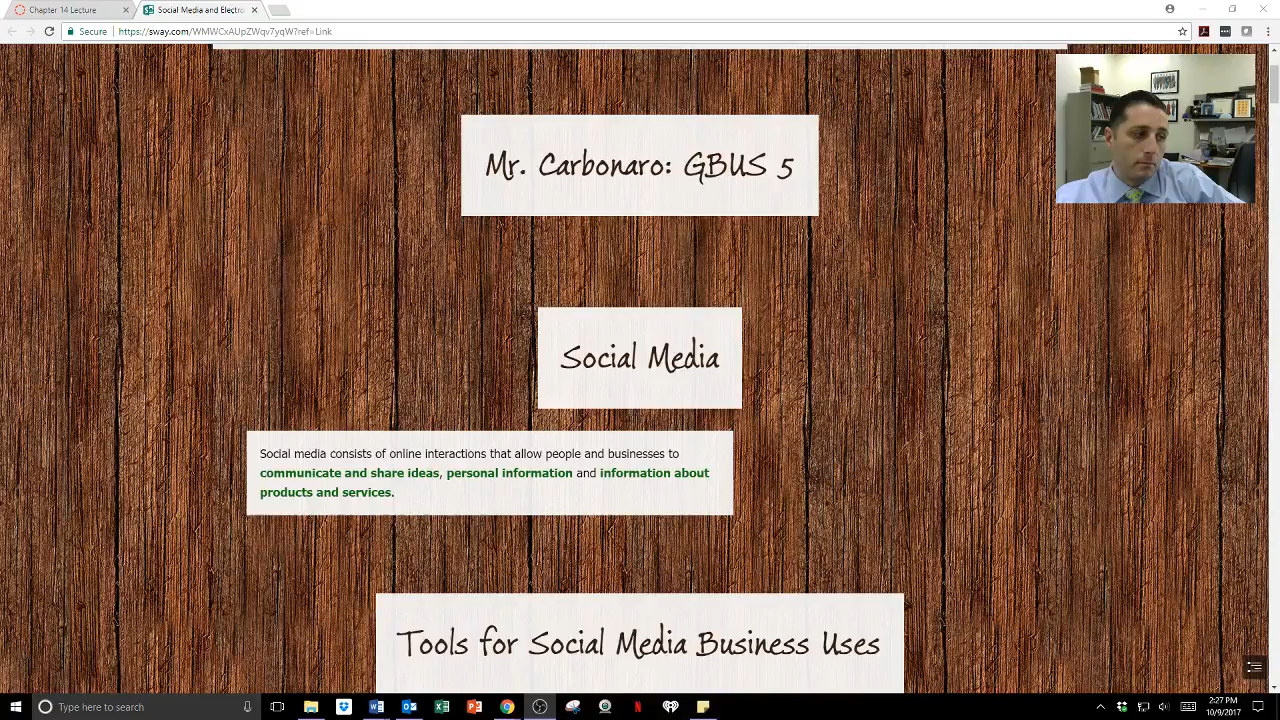 Chapter 14 Lecture
Social Media and Electro
Secure
https://sway.com/WMWCxAUpZWqv7yqW?ref=Link
Mr. Carbonaro: GBUS 5
Social Media
Social media consists of online interactions that allow people and businesses to
communicate and share ideas, personal information and information about
products and services.
Tools for Social Media Business Uses
Type here to search
2:27 PM
10/9/2017